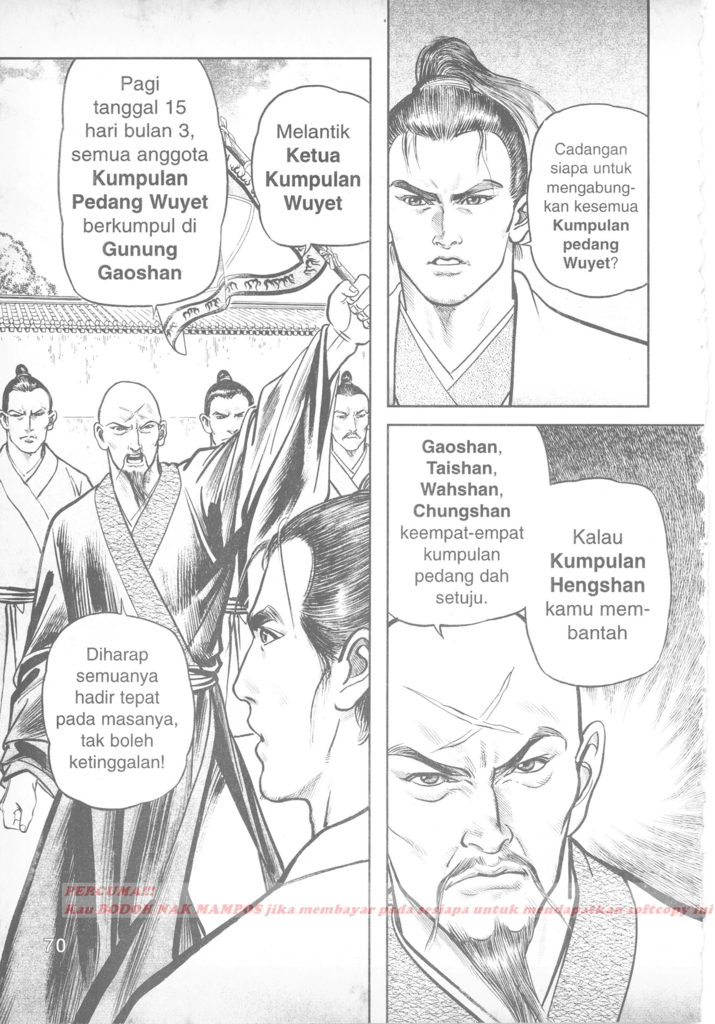 Pagi
tanggal 15
hari bulan 3,
semua anggota
Kumpulan
Pedang Wuyet
berkumpul di
Gunung
Gaoshan
Melantik
Ketua
Kumpulan
Wuyet
Diharap
semuanya
hadir tepat
pada masanya,
tak boleh
ketinggalan!
Cadangan
siapa untuk
mengabung-
kan kesemua
Kumpulan
pedang
Wuyet?
Gaoshan,
Taishan,
Wahshan,
Chungshan
keempat-empat
kumpulan
pedang dah
setuju.
Kalau
Kumpulan
Hengshan
kamu mem-
bantah
PERCUMA!!!
Kau BODOH NAK MAMPOS jika membayar pada sesiapa untuk mendapatkan softcopy ini
70